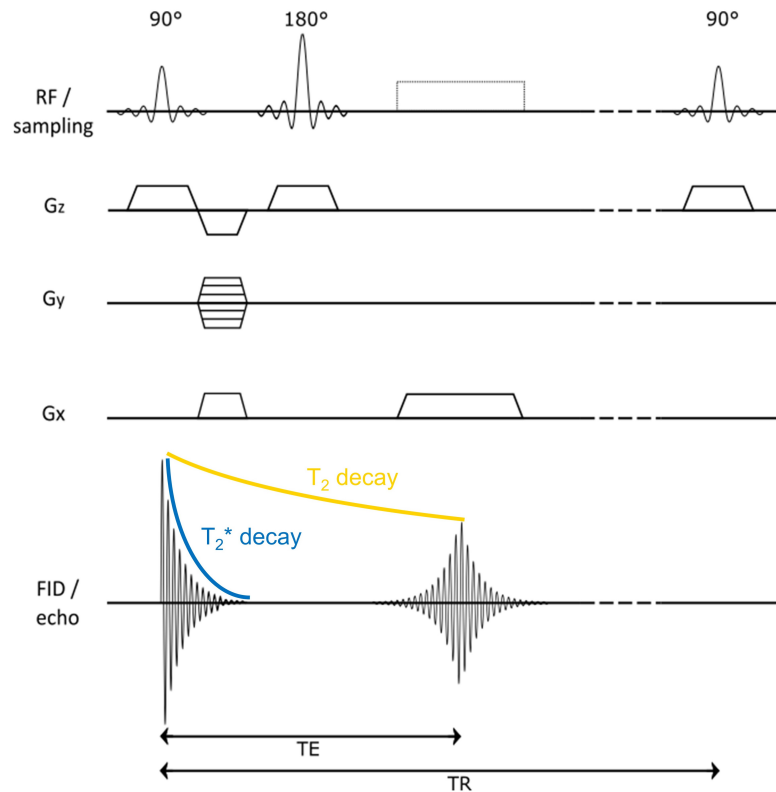 90° 180° 90°
RF /
sampling
Gz
Gy
Gx
T₂ decay
T₂* decay
FID /
echo
TE
TR